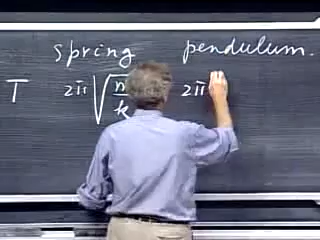 spring pendulum.
T 2π√m/k 2π